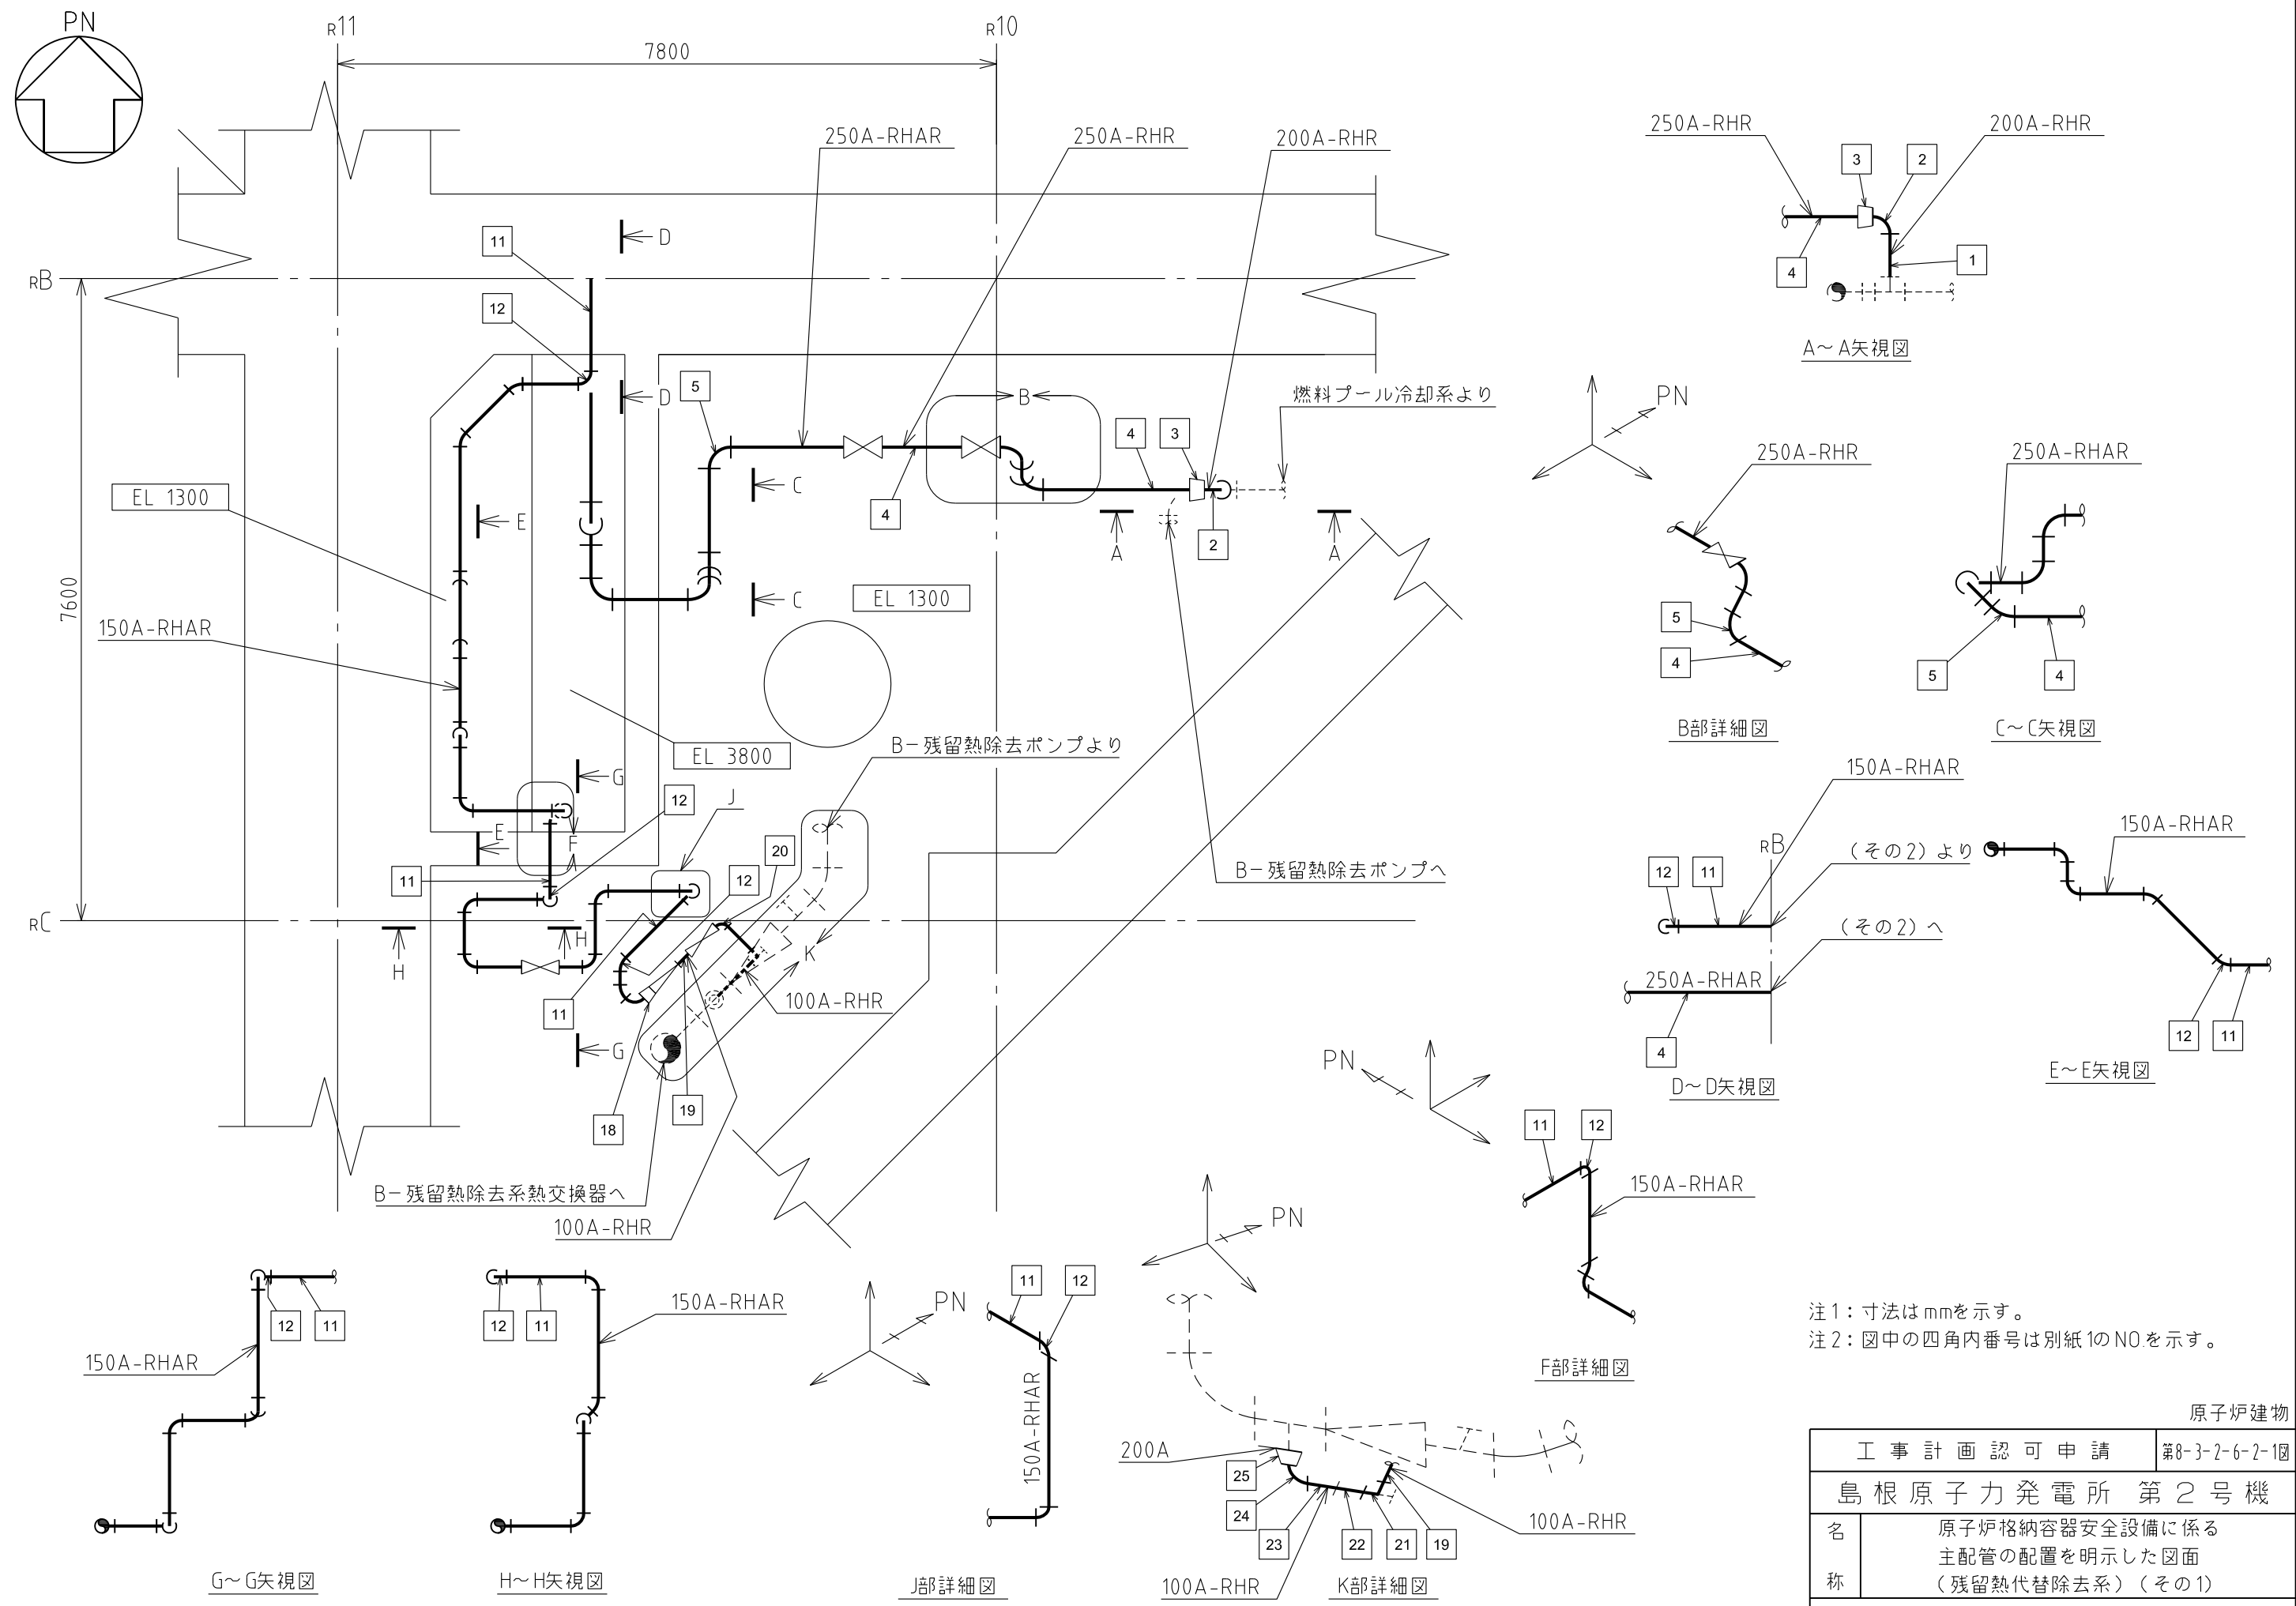 PN
R11
R10
7800
250A-RHAR
250A-RHR
200A-RHR
11
D
RB
12
D
5
B
4
3
燃料プール冷却系より
EL 1300
E
C
4
2
A
A
7600
C
EL 1300
150A-RHAR
EL 3800
B-残留熱除去ポンプより
G
12
J
E
F
20
11
12
B-残留熱除去ポンプへ
RC
H
H
K
11
100A-RHR
G
18
19
B-残留熱除去系熱交換器へ
100A-RHR
250A-RHR
200A-RHR
3
2
4
1
A~A矢視図
PN
250A-RHR
5
4
B部詳細図
250A-RHAR
5
4
C~C矢視図
150A-RHAR
RB
12
11
(その2)より
(その2)へ
250A-RHAR
4
D~D矢視図
150A-RHAR
12
11
E~E矢視図
PN
11
12
150A-RHAR
F部詳細図
12
11
150A-RHAR
G~G矢視図
12
11
150A-RHAR
H~H矢視図
PN
11
12
150A-RHAR
J部詳細図
PN
200A
25
24
23
22
21
19
100A-RHR
100A-RHR
K部詳細図
注1:寸法はmmを示す。
注2:図中の四角内番号は別紙1のNO.を示す。
原子炉建物
工事計画認可申請
第8-3-2-6-2-1図
島根原子力発電所 第2号機
名称
原子炉格納容器安全設備に係る
主配管の配置を明示した図面
(残留熱代替除去系)(その1)